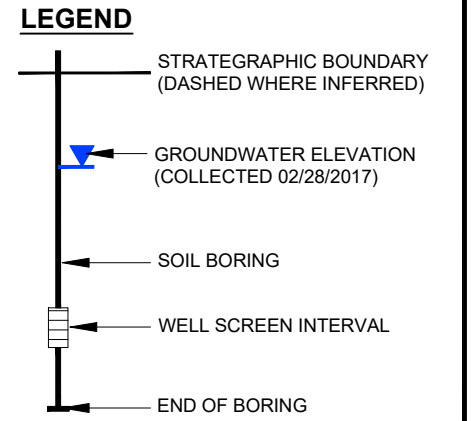 LEGEND
STRATEGRAPHIC BOUNDARY
(DASHED WHERE INFERRED)
GROUNDWATER ELEVATION
(COLLECTED 02/28/2017)
SOIL BORING
WELL SCREEN INTERVAL
END OF BORING